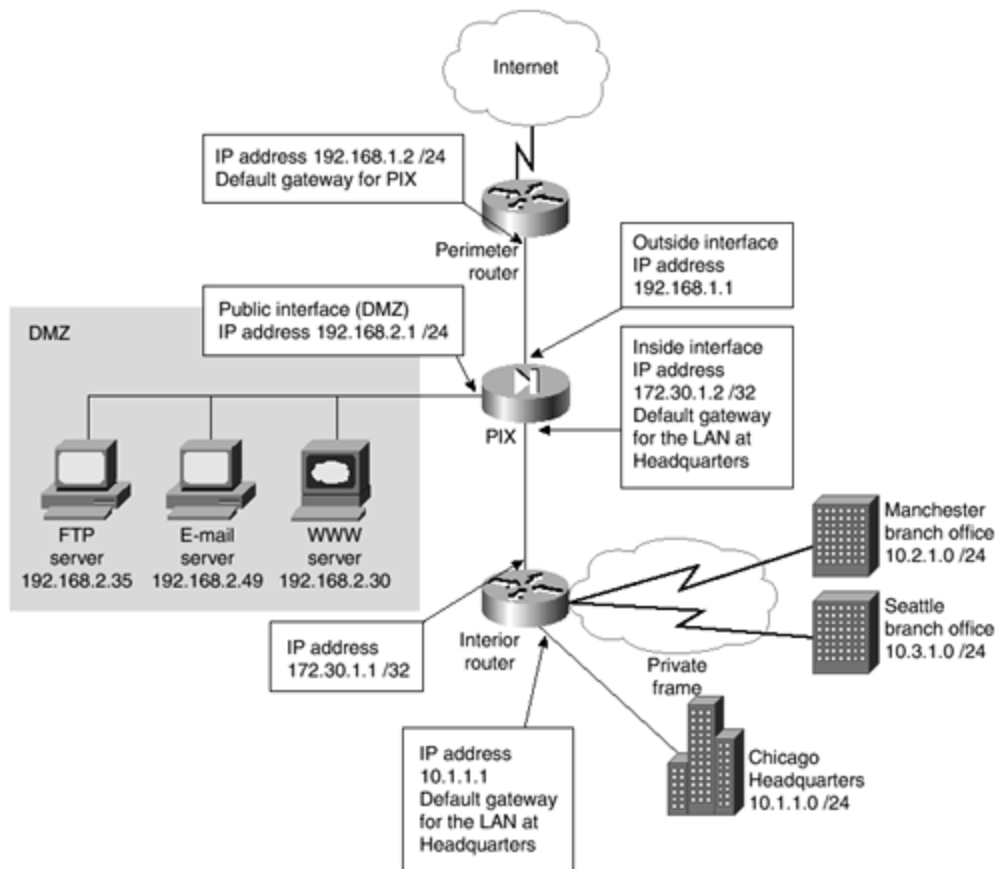 Internet
IP address 192.168.1.2 /24
Default gateway for PIX
Perimeter
router
Outside interface
IP address
192.168.1.1
Public interface (DMZ)
IP address 192.168.2.1 /24
DMZ
Inside interface
IP address
172.30.1.2 /32
Default gateway
for the LAN at
Headquarters
PIX
FTP
server
192.168.2.35
E-mail
server
192.168.2.49
WWW
server
192.168.2.30
Manchester
branch office
10.2.1.0 /24
Seattle
branch office
10.3.1.0 /24
IP address
172.30.1.1 /32
Interior
router
Private
frame
IP address
10.1.1.1
Default gateway
for the LAN at
Headquarters
Chicago
Headquarters
10.1.1.0 /24